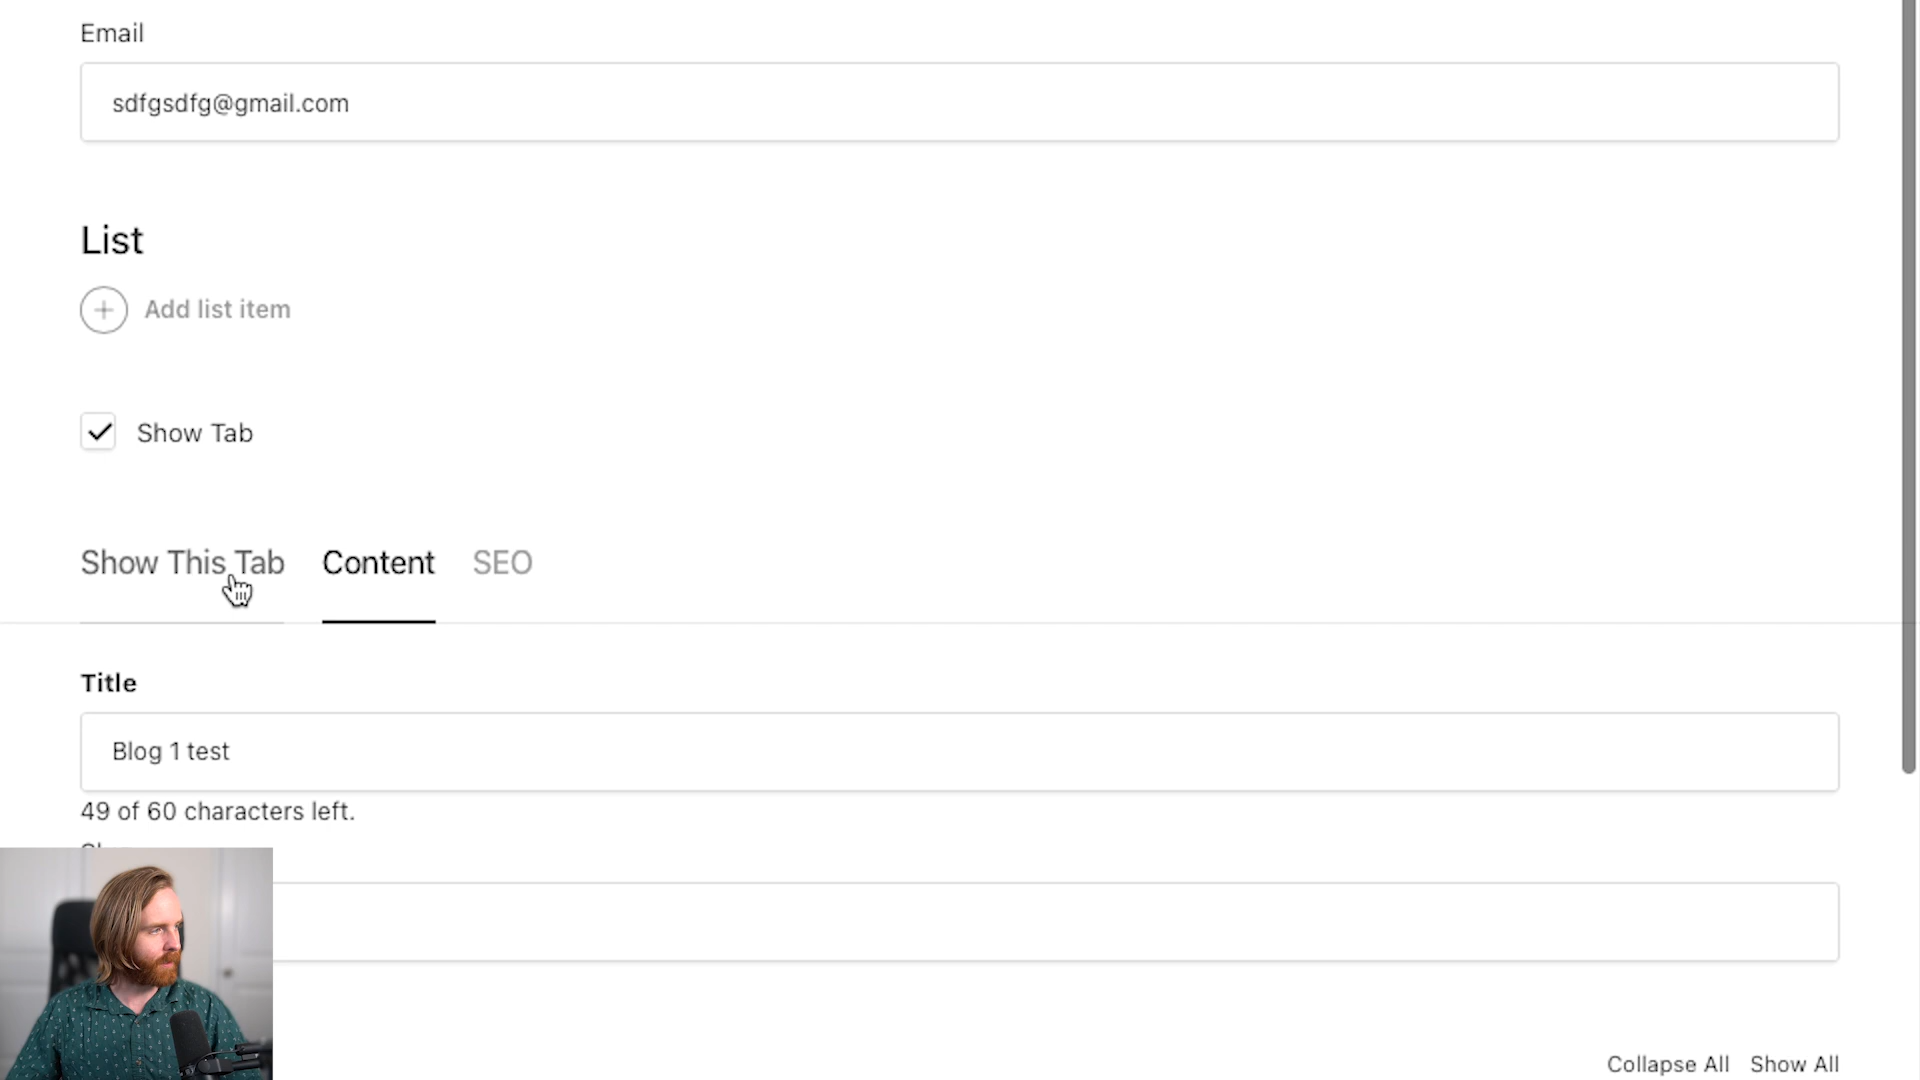 Email
sdfgsdfg@gmail.com
List
Add list item
Show Tab
Show This Tab Content SEO
Title
Blog 1 test
49 of 60 characters left.
Collapse All Show All